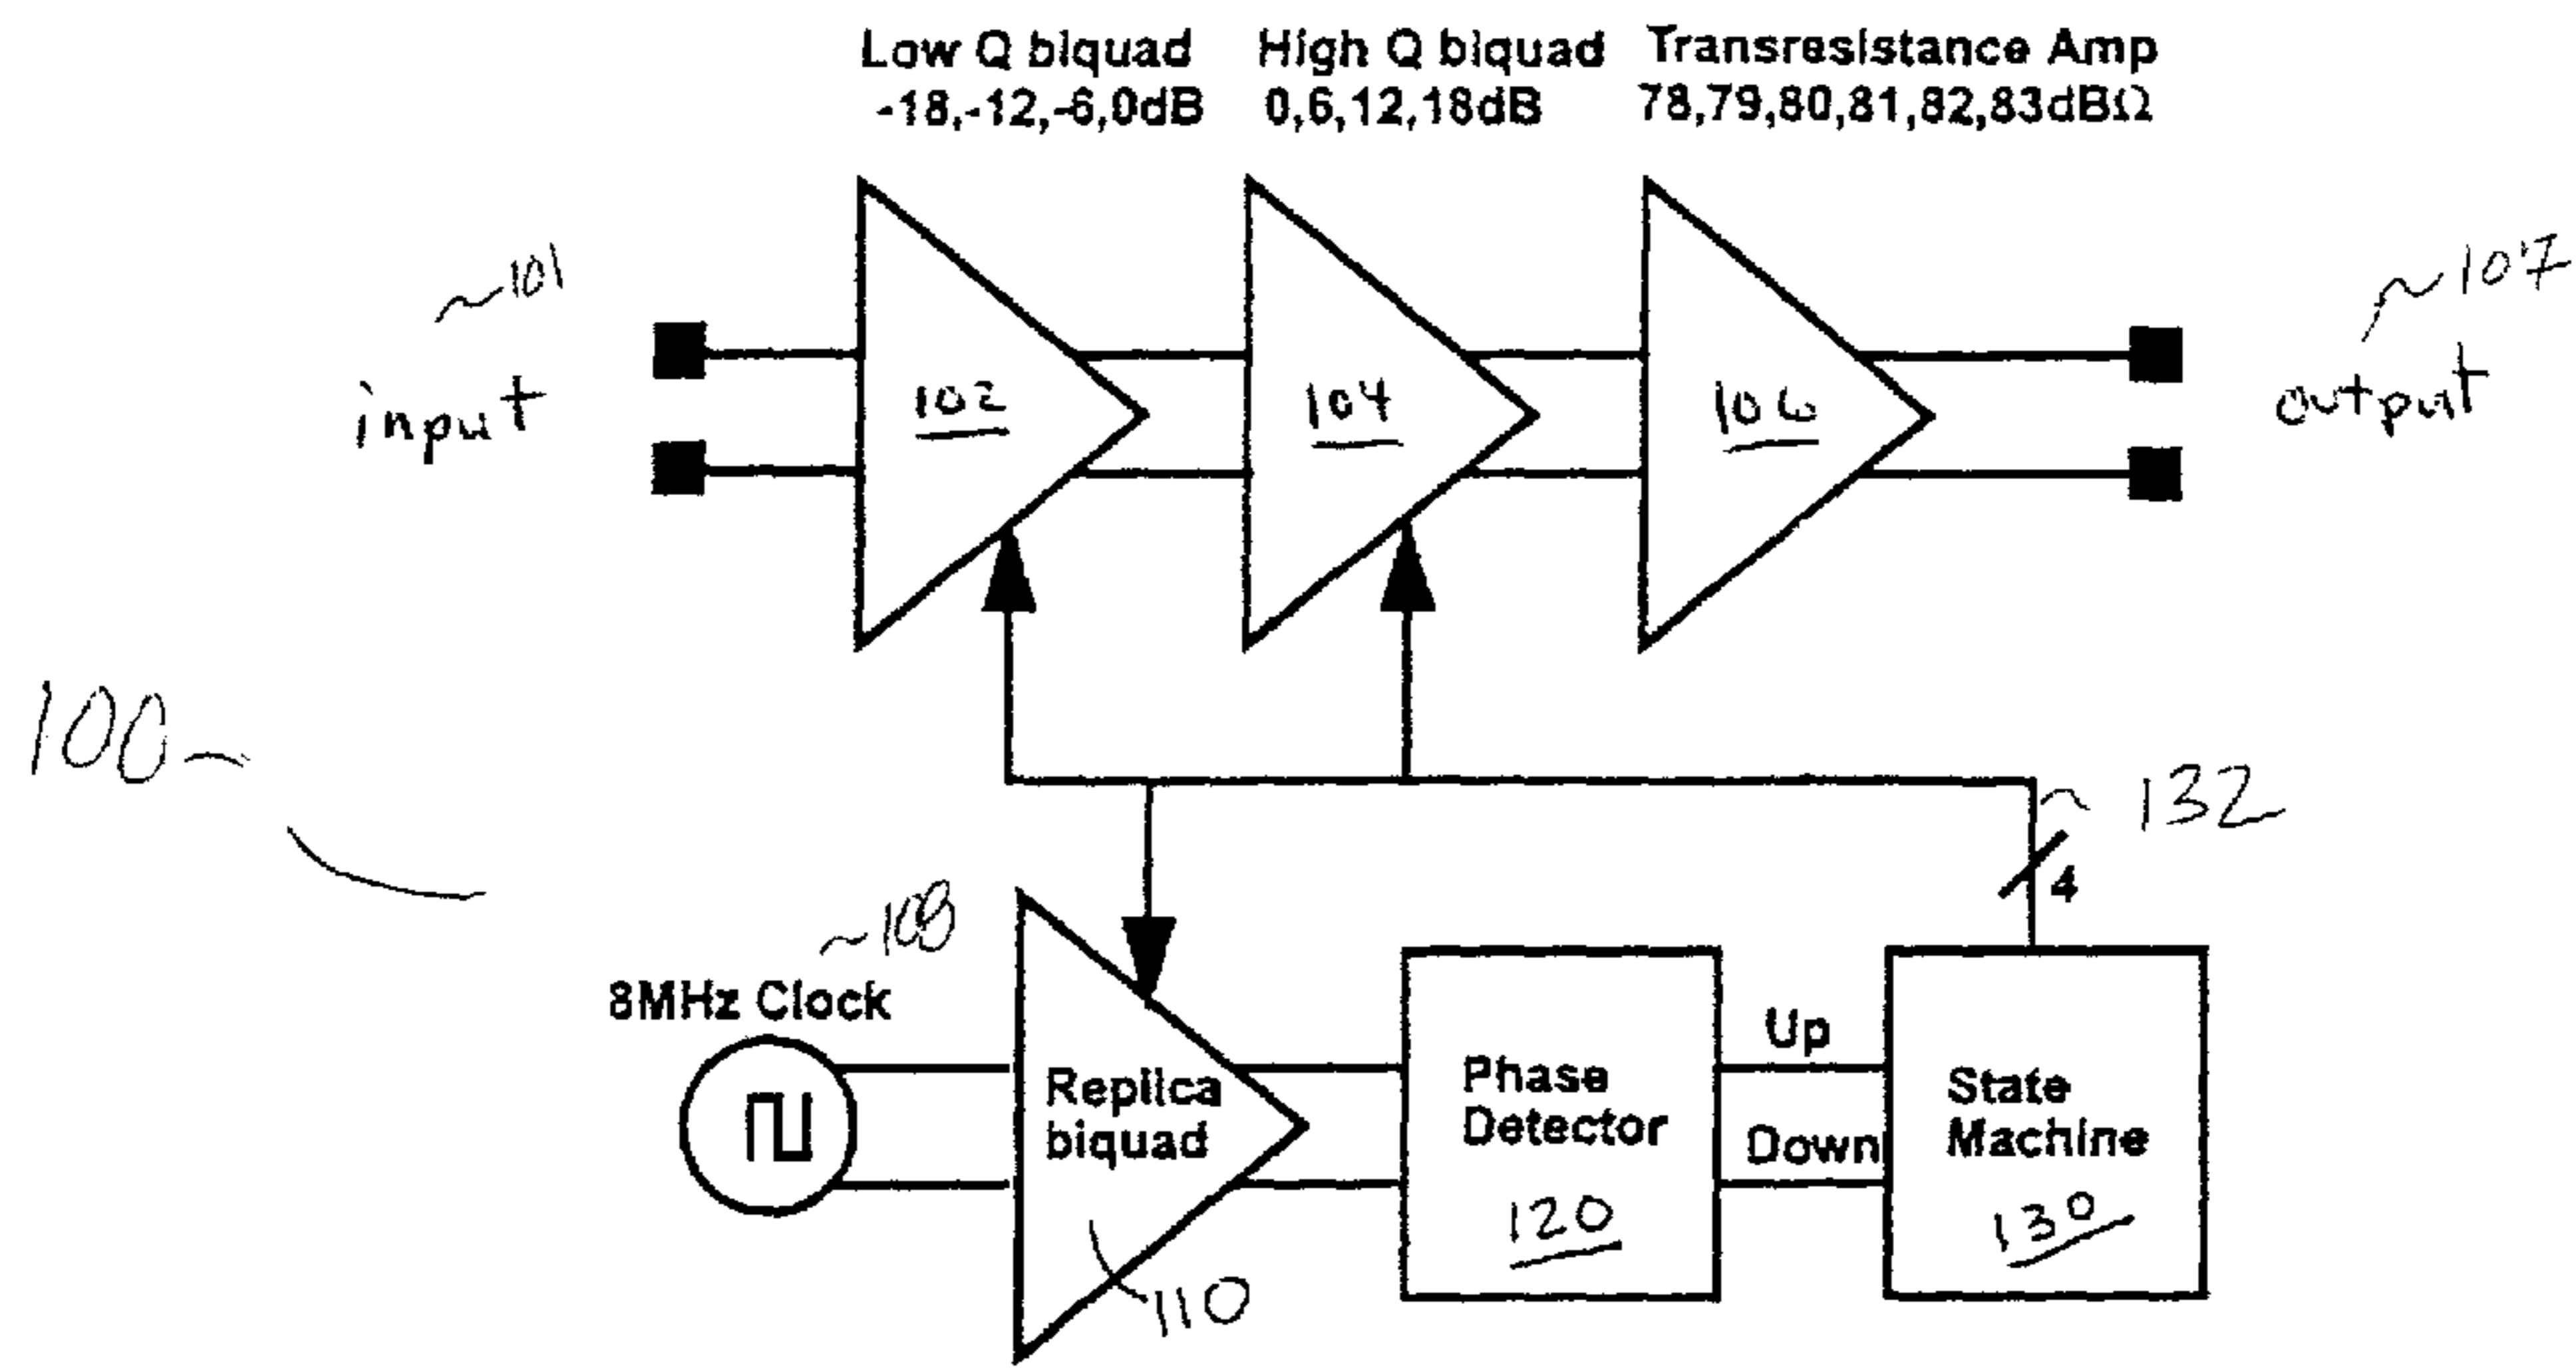 Low Q biquad
-18,-12,-6,0dB
High Q biquad
0,6,12,18dB
Transresistance Amp
78,79,80,81,82,83dBΩ
101
input
102
104
106
107
output
100
132
4
108
8MHz Clock
Replica
biquad
110
Phase
Detector
120
Up
Down
State
Machine
130